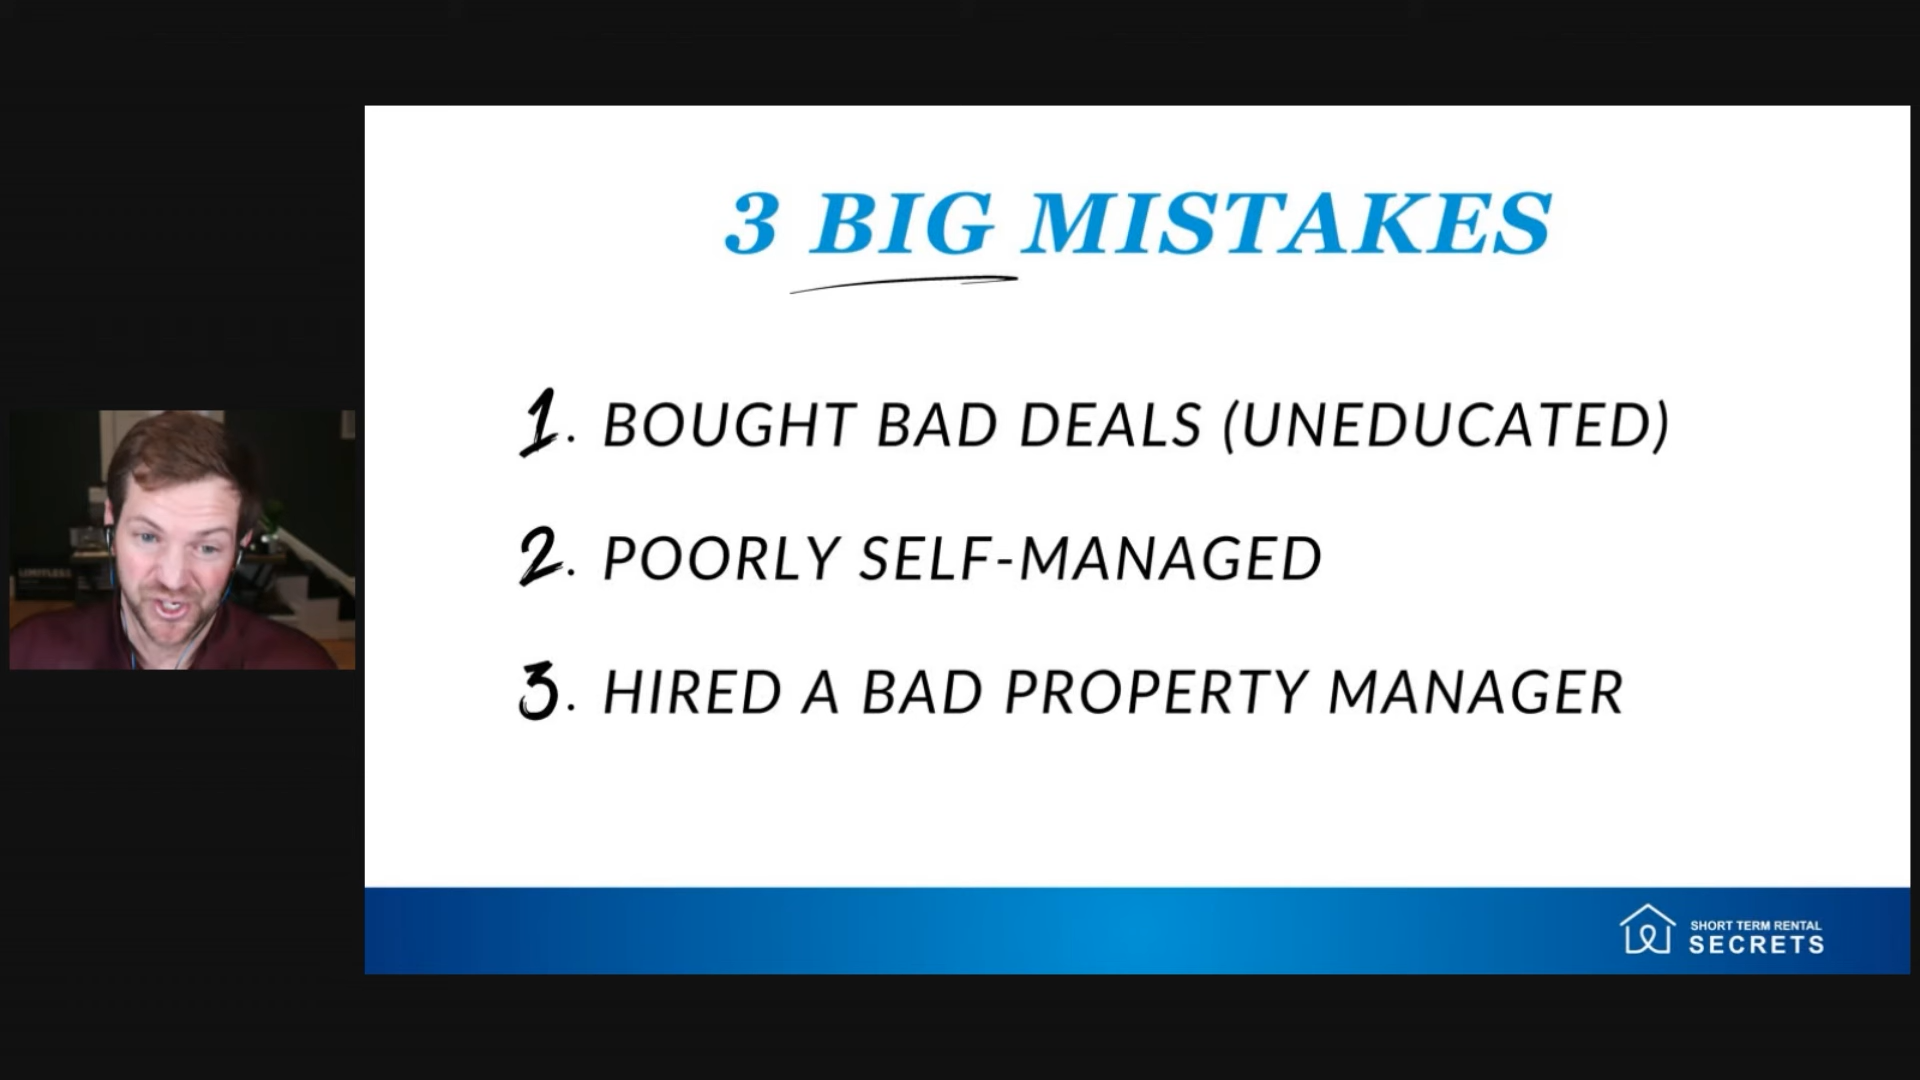 3 BIG MISTAKES
1. BOUGHT BAD DEALS (UNEDUCATED)
2. POORLY SELF-MANAGED
3. HIRED A BAD PROPERTY MANAGER
LIMITLESS
SHORT TERM RENTAL
SECRETS